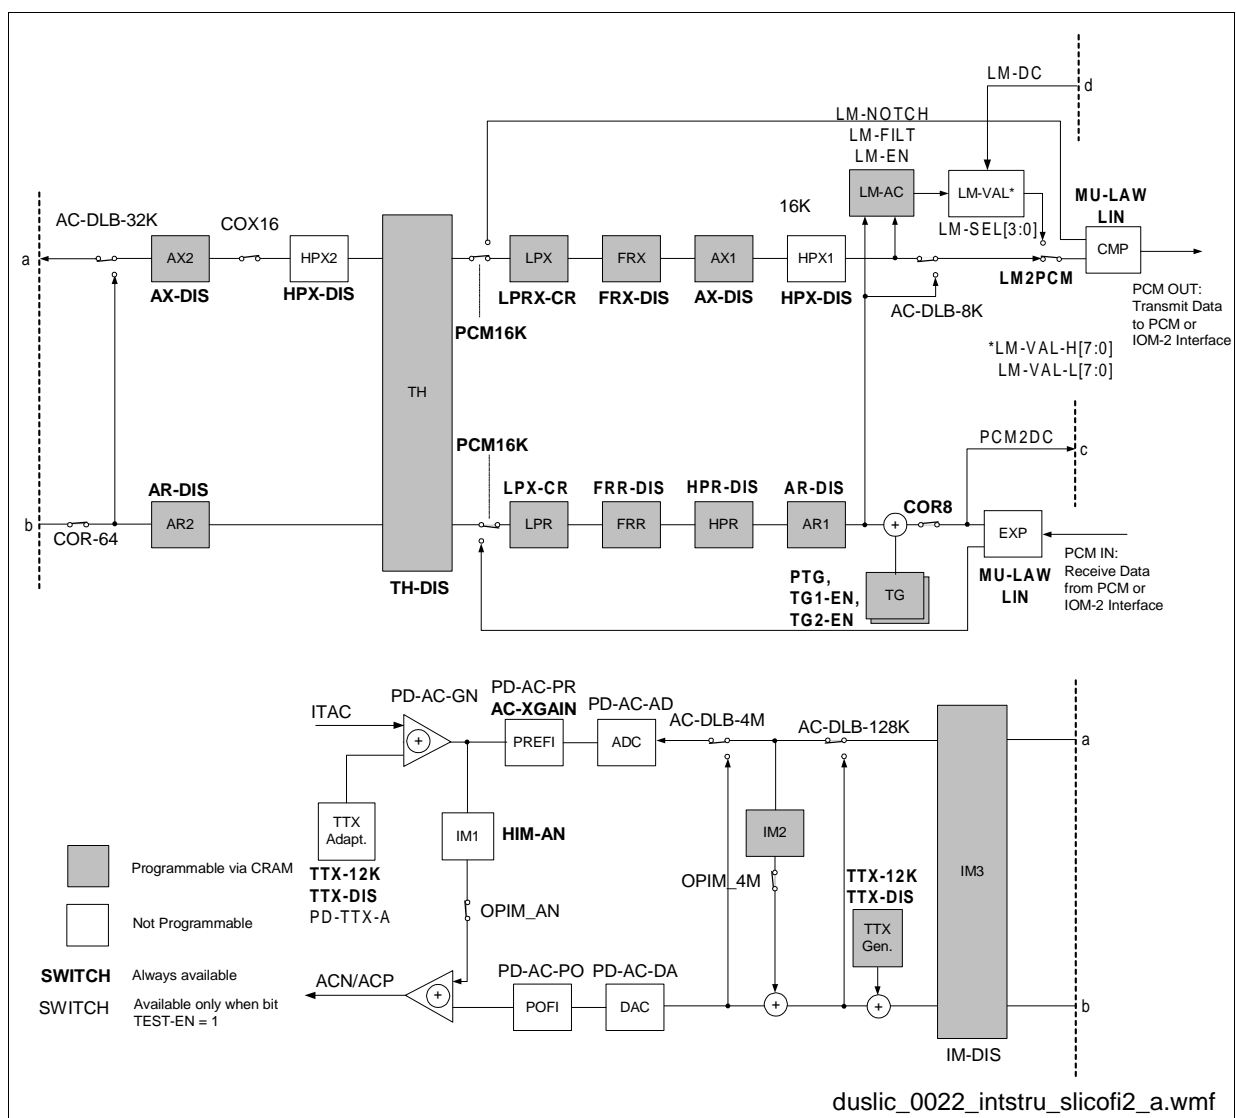 LM-DC
d
LM-NOTCH
LM-FILT
LM-EN
LM-AC
LM-VAL*
LM-SEL[3:0]
MU-LAW
LIN
CMP
AC-DLB-32K
COX16
16K
a
AX2
HPX2
LPX
FRX
AX1
HPX1
AX-DIS
HPX-DIS
LPRX-CR
FRX-DIS
AX-DIS
HPX-DIS
LM2PCM
AC-DLB-8K
PCM OUT:
Transmit Data
to PCM or
IOM-2 Interface
PCM16K
*LM-VAL-H[7:0]
LM-VAL-L[7:0]
TH
PCM16K
PCM2DC
c
AR-DIS
LPX-CR
FRR-DIS
HPR-DIS
AR-DIS
COR8
b
COR-64
AR2
LPR
FRR
HPR
AR1
+
EXP
PCM IN:
Receive Data
from PCM or
IOM-2 Interface
MU-LAW
LIN
TH-DIS
PTG,
TG1-EN,
TG2-EN
TG
ITAC
PD-AC-GN
PD-AC-PR
AC-XGAIN
PD-AC-AD
AC-DLB-4M
AC-DLB-128K
+
PREFI
ADC
a
TTX
Adapt.
IM1
HIM-AN
IM2
TTX-12K
TTX-DIS
PD-TTX-A
OPIM_AN
OPIM_4M
TTX-12K
TTX-DIS
TTX
Gen.
IM3
Programmable via CRAM
Not Programmable
SWITCH Always available
SWITCH Available only when bit
TEST-EN = 1
ACN/ACP
+
PD-AC-PO
PD-AC-DA
POFI
DAC
+
+
b
IM-DIS
duslic_0022_intstru_slicofi2_a.wmf